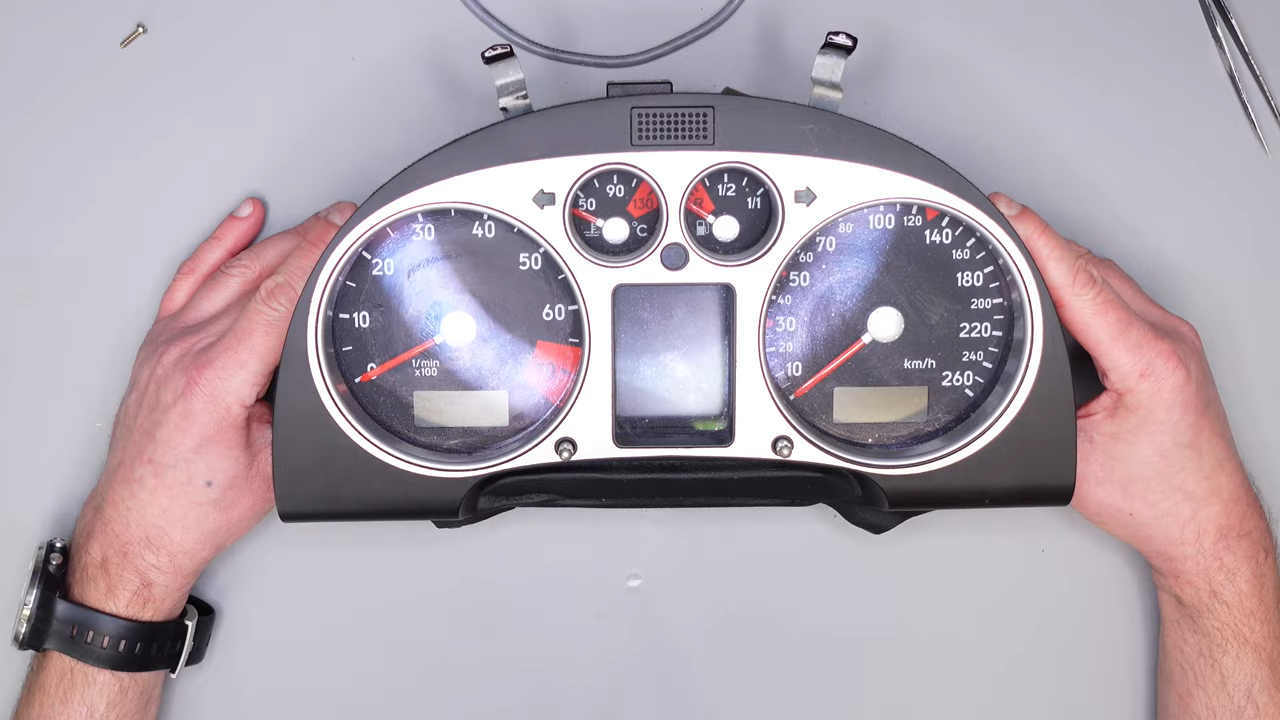 50 90 130
°C
R 1/2 1/1
10 20 30 40 50 60
1/min
x100
10 20 30 40 50 60 70 80 100 120 140 160 180 200 220 240 260
km/h